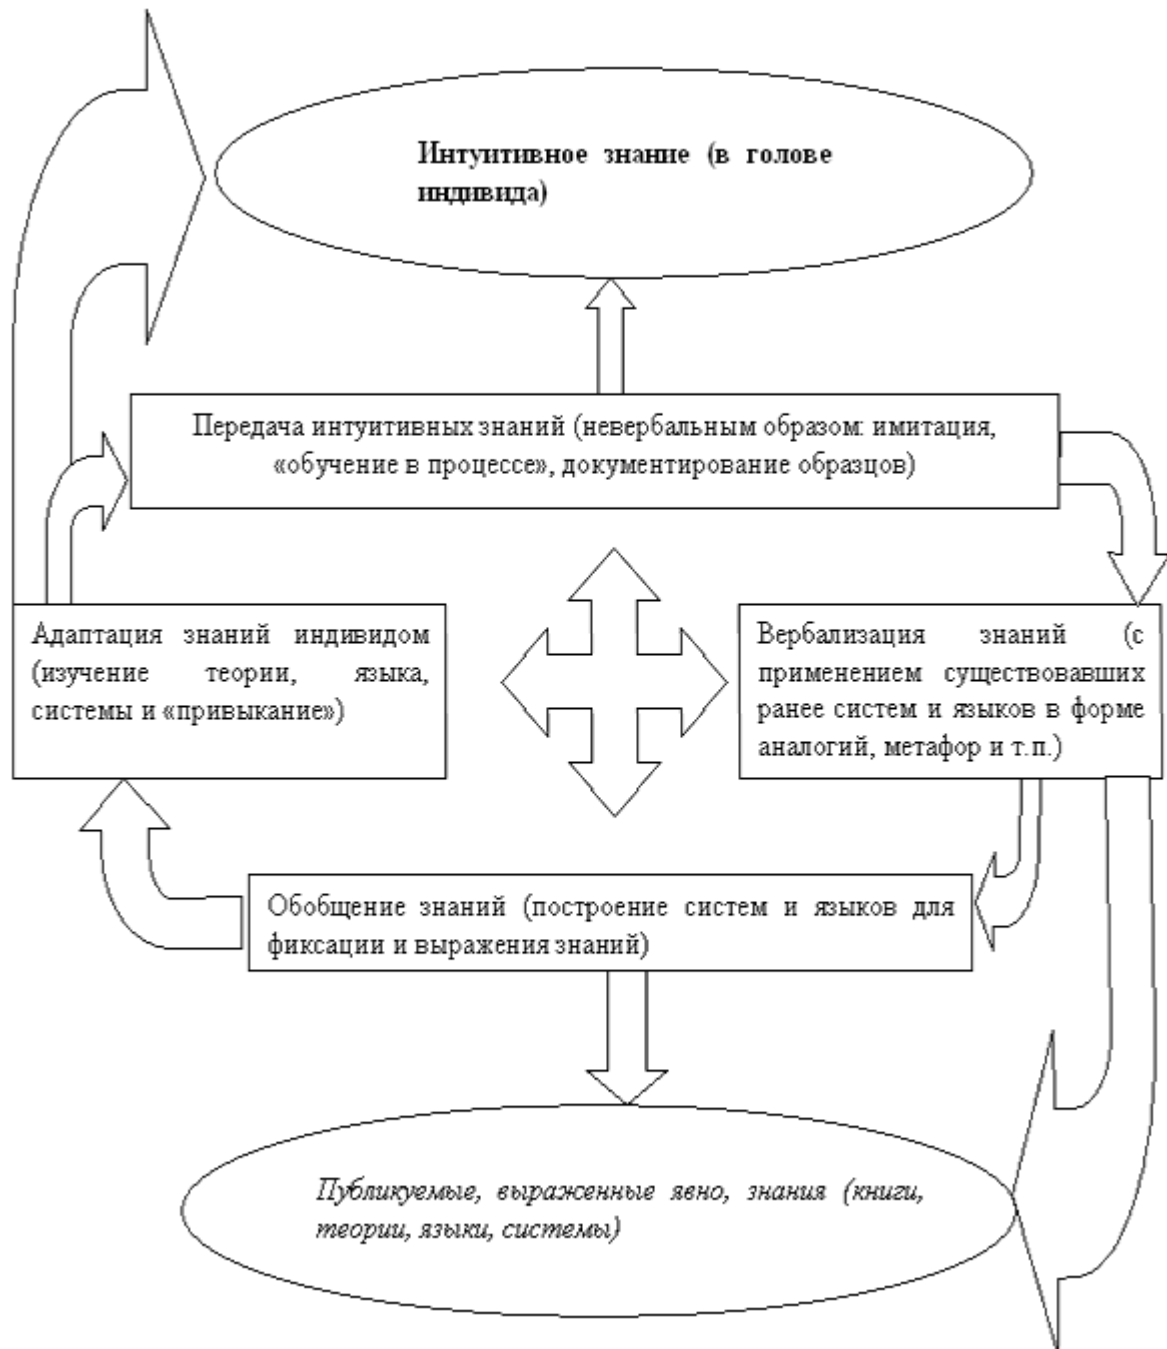 Интуитивное знание (в голове
индивида)
Передача интуитивных знаний (невербальным образом: имитация,
«обучение в процессе», документирование образцов)
Адаптация знаний индивидом
(изучение теории, языка,
системы и «привыкание»)
Вербализация знаний (с
применением существовавших
ранее систем и языков в форме
аналогий, метафор и т.п.)
Обобщение знаний (построение систем и языков для
фиксации и выражения знаний)
Публикуемые, выраженные явно, знания (книги,
теории, языки, системы)